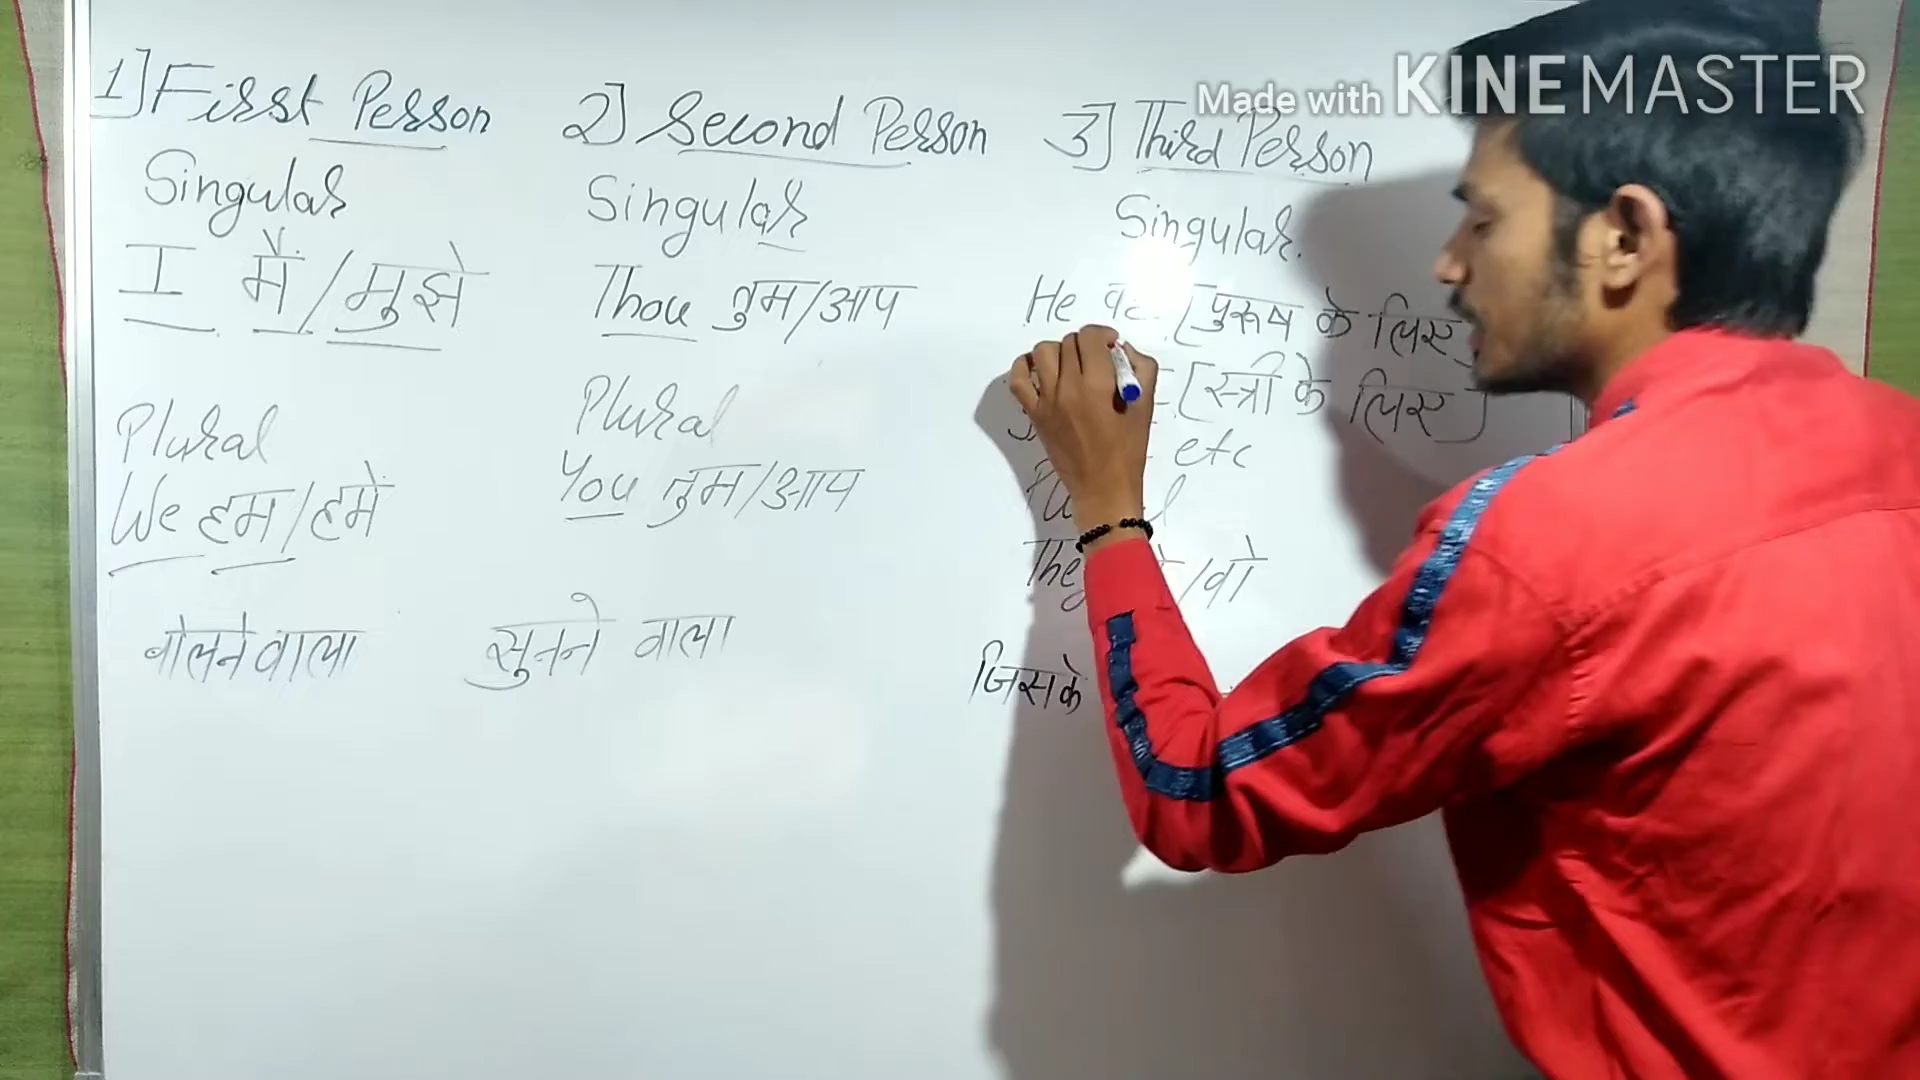 Made with KINEMASTER
1] First Person
Singular
I मैं/मुझे
Plural
We हम/हमें
बोलने वाला
2] Second Person
Singular
Thou तुम/आप
Plural
You तुम/आप
सुनने वाला
3] Third Person
Singular.
He [पुरूष के लिए]
[स्त्री के लिए]
etc
They /वो
जिसके